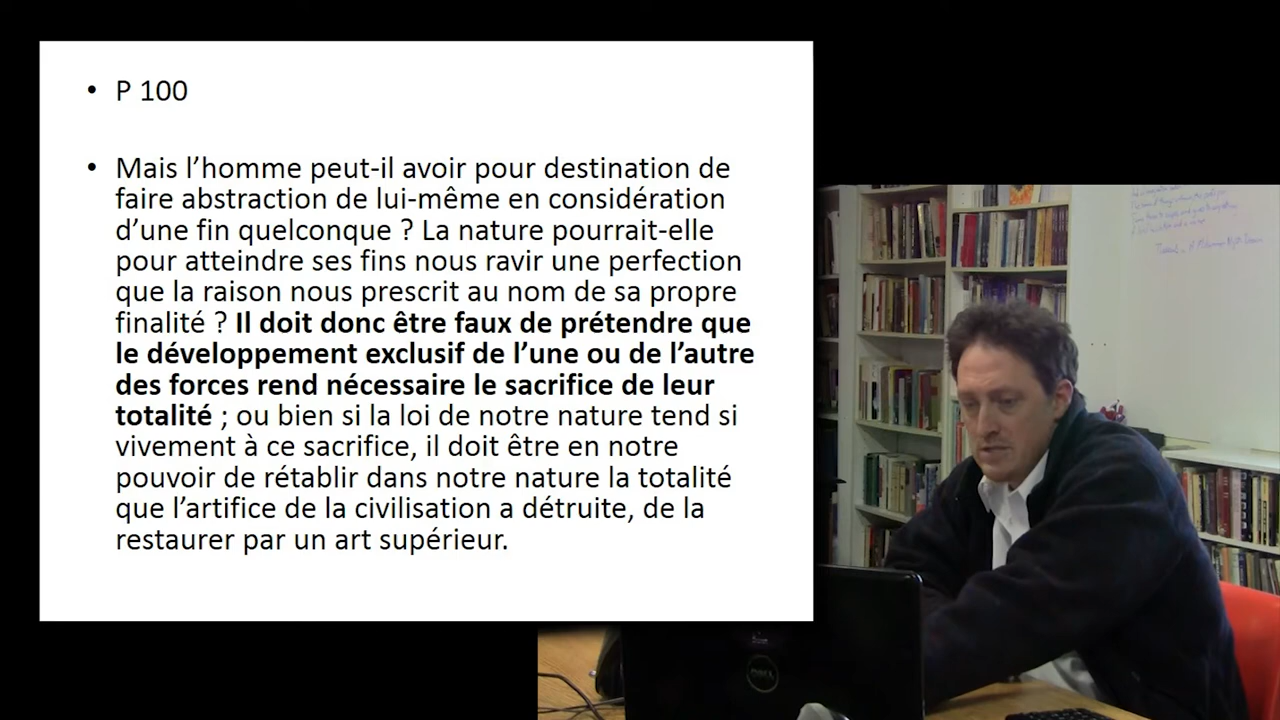 • P 100
• Mais l’homme peut-il avoir pour destination de
faire abstraction de lui-même en considération
d’une fin quelconque ? La nature pourrait-elle
pour atteindre ses fins nous ravir une perfection
que la raison nous prescrit au nom de sa propre
finalité ? Il doit donc être faux de prétendre que
le développement exclusif de l’une ou de l’autre
des forces rend nécessaire le sacrifice de leur
totalité ; ou bien si la loi de notre nature tend si
vivement à ce sacrifice, il doit être en notre
pouvoir de rétablir dans notre nature la totalité
que l’artifice de la civilisation a détruite, de la
restaurer par un art supérieur.
DELL